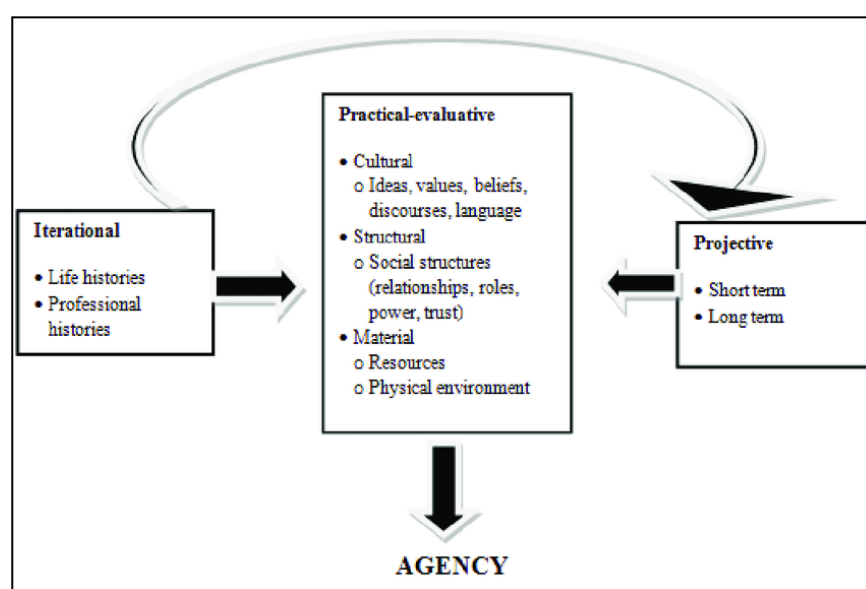 Practical-evaluative
• Cultural
o Ideas, values, beliefs,
discourses, language
• Structural
o Social structures
(relationships, roles,
power, trust)
• Material
o Resources
o Physical environment
Iterational
• Life histories
• Professional
histories
Projective
• Short term
• Long term
AGENCY